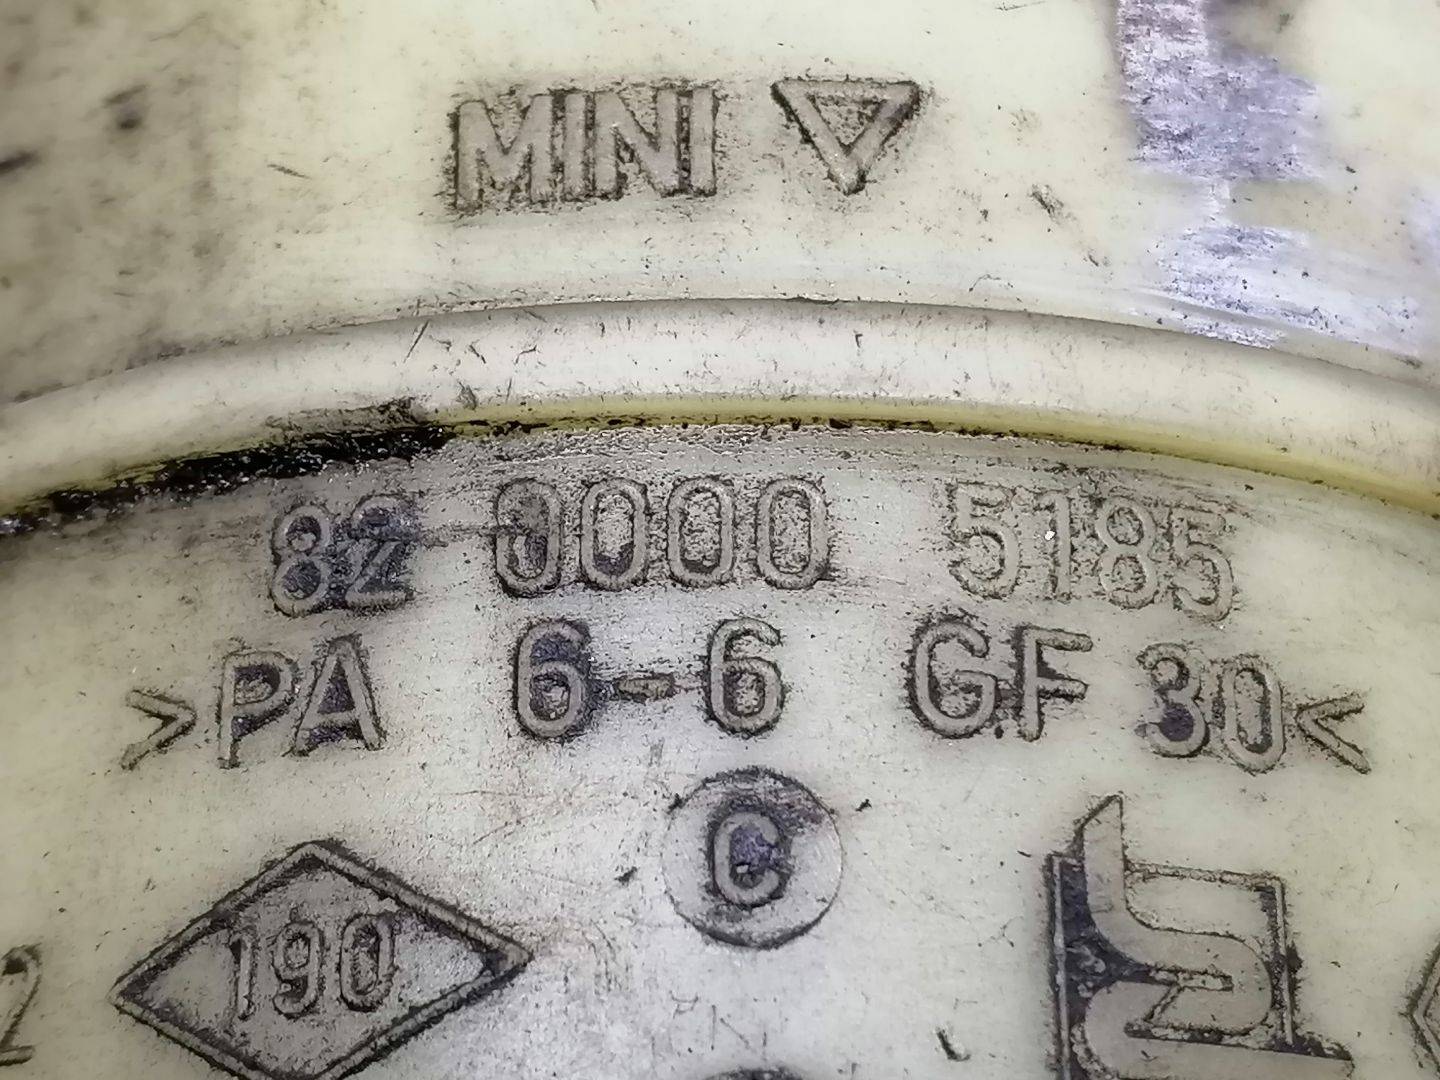 MINI
82 0000 5185
>PA 6-6 GF 30<
C
190